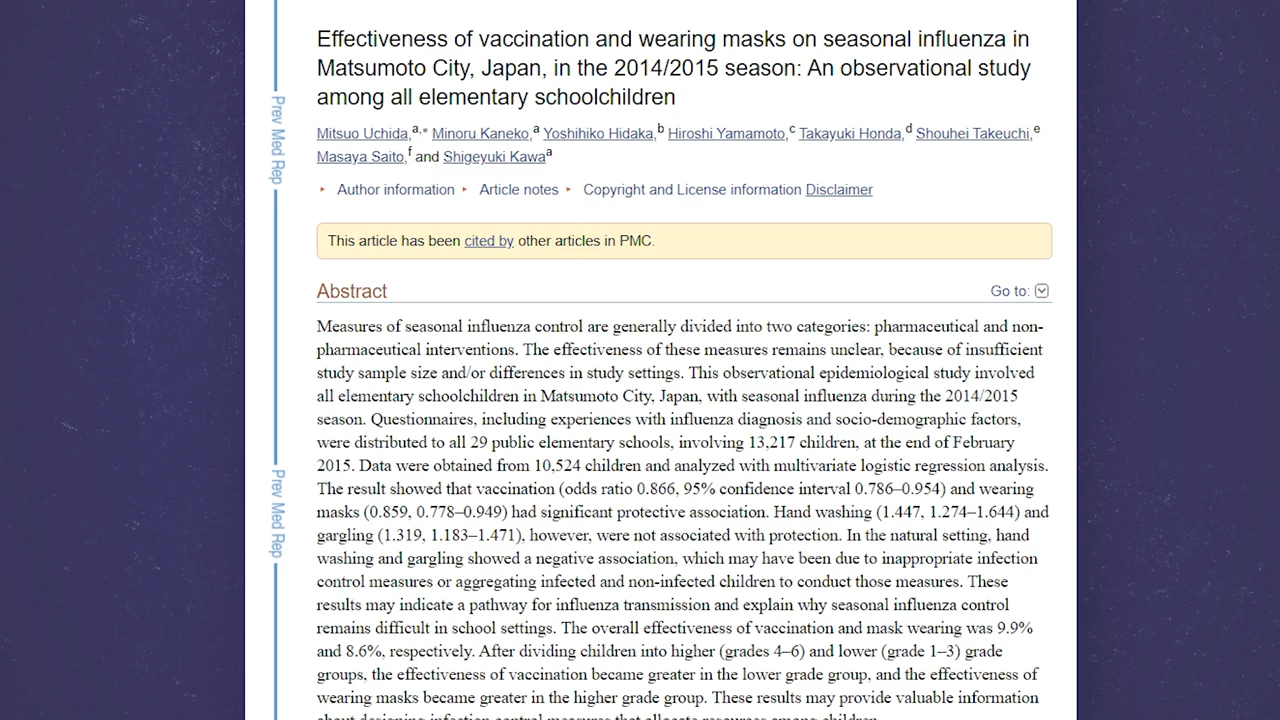 Effectiveness of vaccination and wearing masks on seasonal influenza in
Matsumoto City, Japan, in the 2014/2015 season: An observational study
among all elementary schoolchildren
Mitsuo Uchida,a,* Minoru Kaneko,a Yoshihiko Hidaka,b Hiroshi Yamamoto,c Takayuki Honda,d Shouhei Takeuchi,e
Masaya Saito,f and Shigeyuki Kawaa
Author information Article notes Copyright and License information Disclaimer
This article has been cited by other articles in PMC.
Abstract Go to:
Measures of seasonal influenza control are generally divided into two categories: pharmaceutical and non-
pharmaceutical interventions. The effectiveness of these measures remains unclear, because of insufficient
study sample size and/or differences in study settings. This observational epidemiological study involved
all elementary schoolchildren in Matsumoto City, Japan, with seasonal influenza during the 2014/2015
season. Questionnaires, including experiences with influenza diagnosis and socio-demographic factors,
were distributed to all 29 public elementary schools, involving 13,217 children, at the end of February
2015. Data were obtained from 10,524 children and analyzed with multivariate logistic regression analysis.
The result showed that vaccination (odds ratio 0.866, 95% confidence interval 0.786–0.954) and wearing
masks (0.859, 0.778–0.949) had significant protective association. Hand washing (1.447, 1.274–1.644) and
gargling (1.319, 1.183–1.471), however, were not associated with protection. In the natural setting, hand
washing and gargling showed a negative association, which may have been due to inappropriate infection
control measures or aggregating infected and non-infected children to conduct those measures. These
results may indicate a pathway for influenza transmission and explain why seasonal influenza control
remains difficult in school settings. The overall effectiveness of vaccination and mask wearing was 9.9%
and 8.6%, respectively. After dividing children into higher (grades 4–6) and lower (grade 1–3) grade
groups, the effectiveness of vaccination became greater in the lower grade group, and the effectiveness of
wearing masks became greater in the higher grade group. These results may provide valuable information
about designing infection control measures that allocate resources among children.
Prev Med Rep
Prev Med Rep